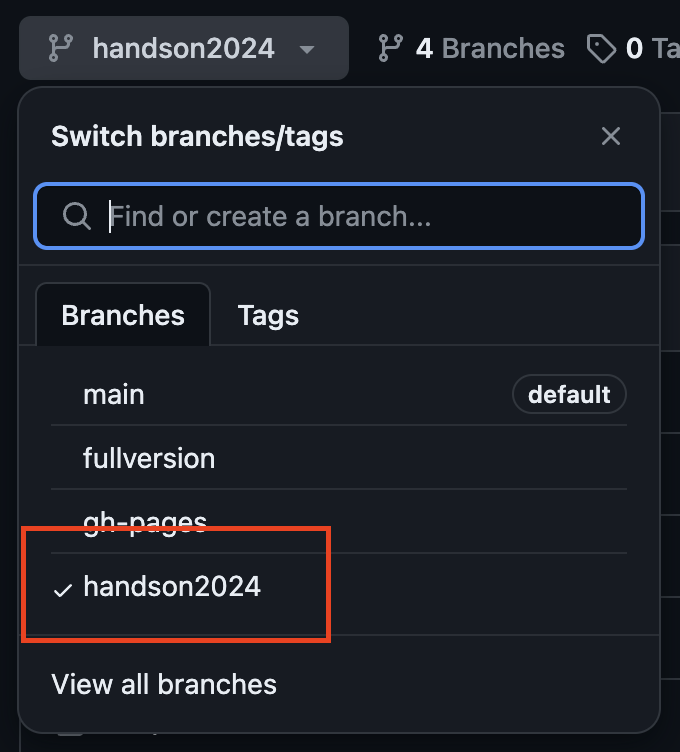 handson2024 4 Branches 0
Switch branches/tags
Find or create a branch...
Branches Tags
main default
fullversion
gh-pages
handson2024
View all branches